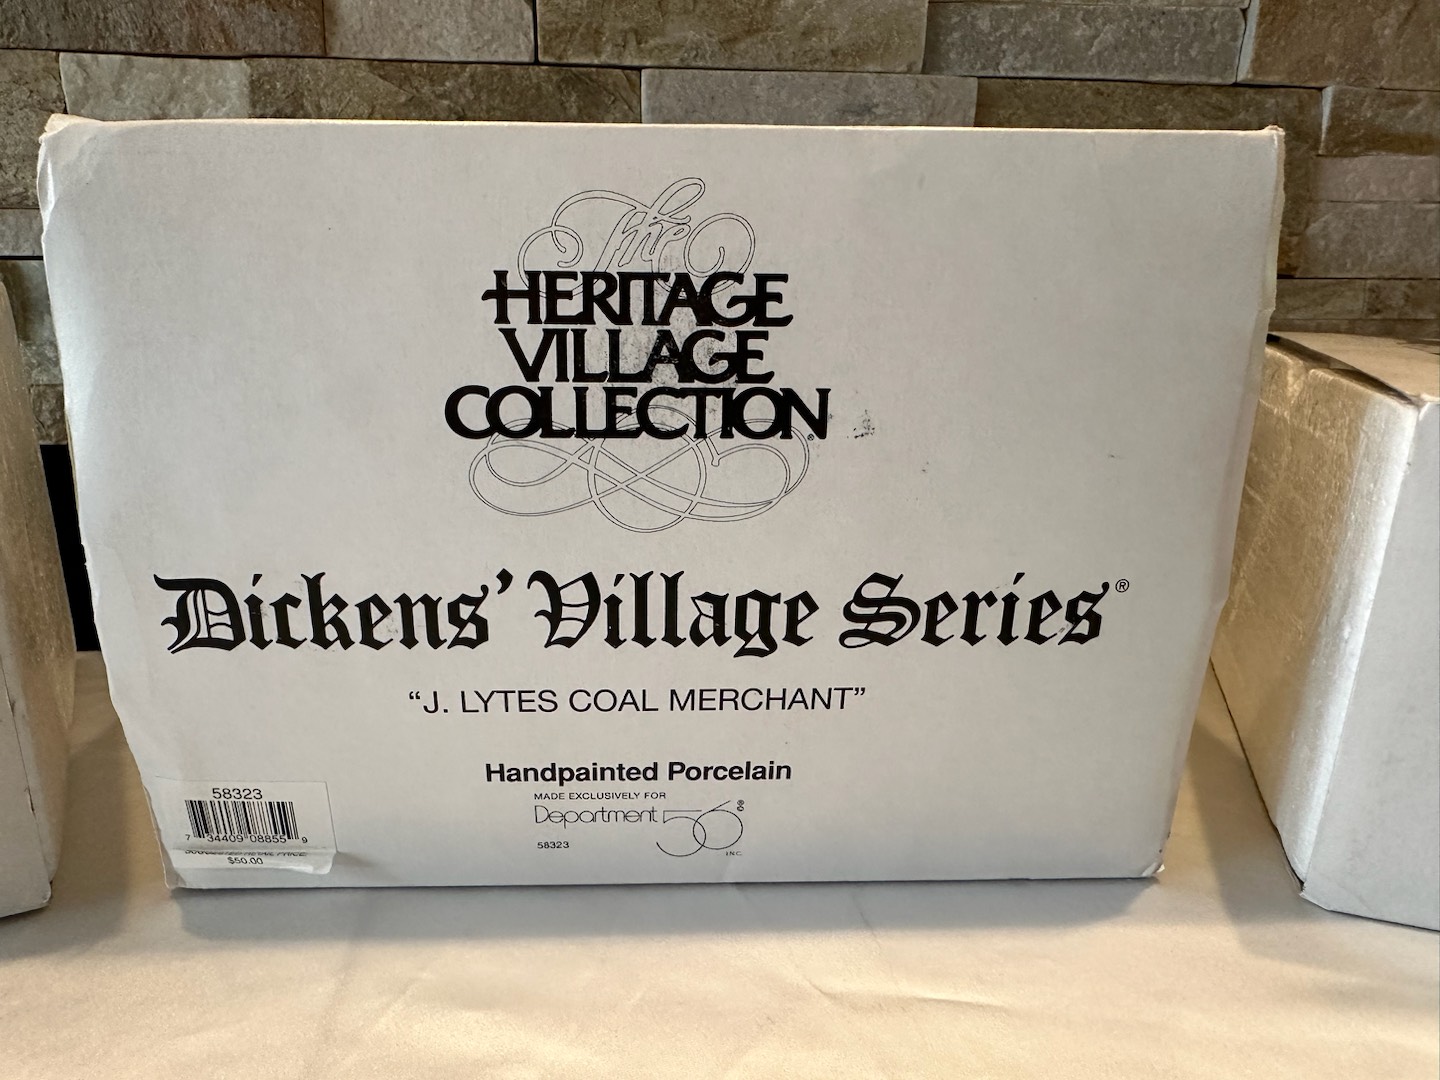 The
HERITAGE
VILLAGE
COLLECTION®
Dickens' Village Series®
“J. LYTES COAL MERCHANT”
Handpainted Porcelain
MADE EXCLUSIVELY FOR
Department 56®
INC.
58323
58323
7 34409 08855 9
$50.00